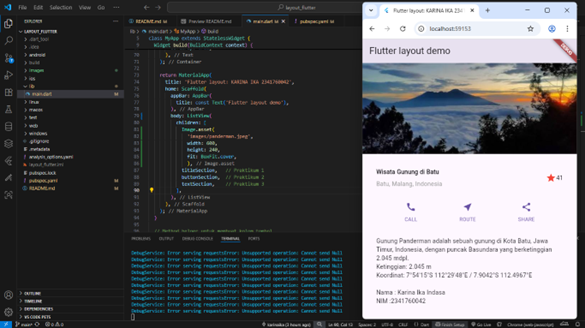 File Edit Selection View Go
layout_flutter
EXPLORER
LAYOUT_FLUTTER
.dart_tool
.idea
android
build
images
ios
lib
main.dart
linux
macos
test
web
windows
.gitignore
.metadata
analysis_options.yaml
layout_flutter.iml
pubspec.lock
pubspec.yaml
README.md
OUTLINE
TIMELINE
DEPENDENCIES
main.dart
README.md
Preview README.md
main.dart
pubspec.yaml
lib > main.dart > MyApp > build
class MyApp extends StatelessWidget {
Widget build(BuildContext context) {
), // Text
); // Container
return MaterialApp(
title: 'Flutter layout: KARINA IKA 2341760042',
home: Scaffold(
appBar: AppBar(
title: const Text('Flutter layout demo'),
), // AppBar
body: ListView(
children: [
Image.asset(
'images/panderman.jpeg',
width: 600,
height: 240,
fit: BoxFit.cover,
), // Image.asset
titleSection, // Praktikum 1
buttonSection, // Praktikum 2
textSection, // Praktikum 3
],
), // ListView
), // Scaffold
); // MaterialApp
}
PROBLEMS OUTPUT DEBUG CONSOLE TERMINAL PORTS
DebugService: Error serving requestsError: Unsupported operation: Cannot send Null
DebugService: Error serving requestsError: Unsupported operation: Cannot send Null
DebugService: Error serving requestsError: Unsupported operation: Cannot send Null
DebugService: Error serving requestsError: Unsupported operation: Cannot send Null
DebugService: Error serving requestsError: Unsupported operation: Cannot send Null
DebugService: Error serving requestsError: Unsupported operation: Cannot send Null
DebugService: Error serving requestsError: Unsupported operation: Cannot send Null
DebugService: Error serving requestsError: Unsupported operation: Cannot send Null
Flutter layout: KARINA IKA 234
localhost:59153
Flutter layout demo
DEBUG
Wisata Gunung di Batu
Batu, Malang, Indonesia
41
CALL ROUTE SHARE
Gunung Panderman adalah sebuah gunung di Kota Batu, Jawa
Timur, Indonesia, dengan puncak Basundara yang berketinggian
2.045 mdpl.
Ketinggian: 2.045 m
Koordinat: 7°54'15"S 112°29'48"E / 7.9042°S 112.4967°E
Nama : Karina Ika Indasa
NIM :2341760042